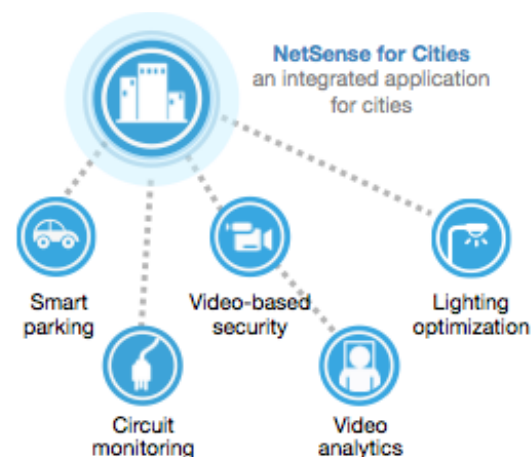 NetSense for Cities
an integrated application
for cities
Smart
parking
Video-based
security
Lighting
optimization
Circuit
monitoring
Video
analytics